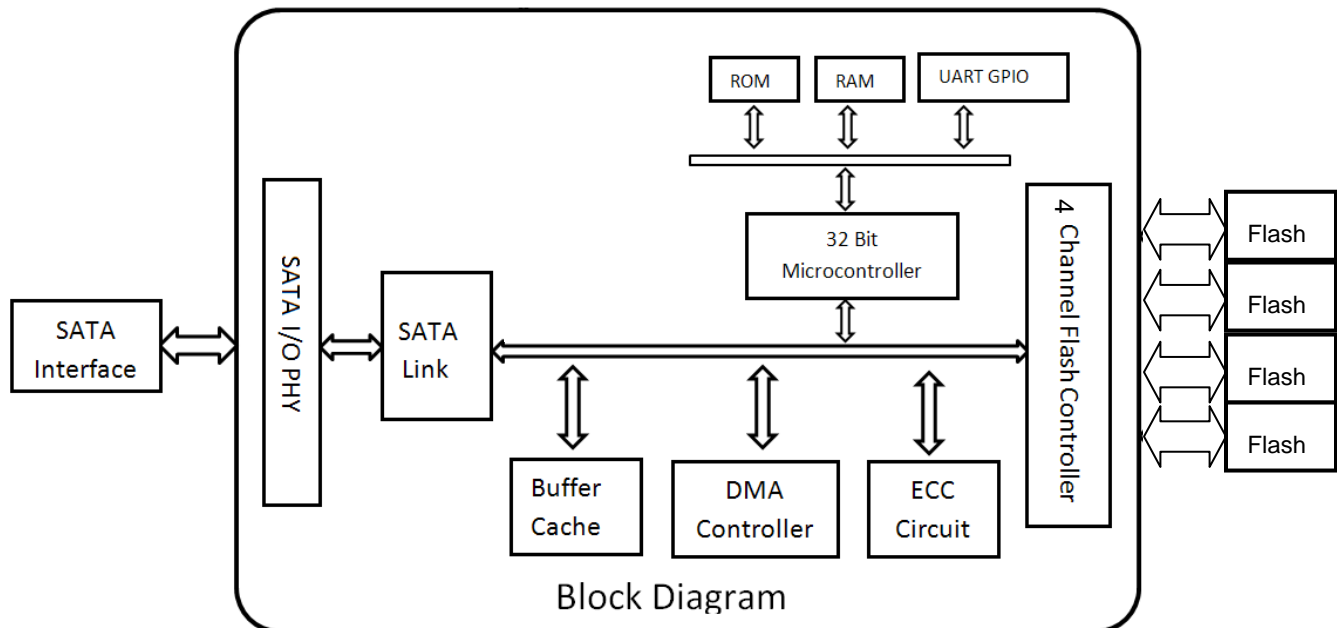 ROM
RAM
UART GPIO
32 Bit
Microcontroller
4 Channel Flash Controller
Flash
Flash
Flash
Flash
SATA
Interface
SATA I/O PHY
SATA
Link
Buffer
Cache
DMA
Controller
ECC
Circuit
Block Diagram